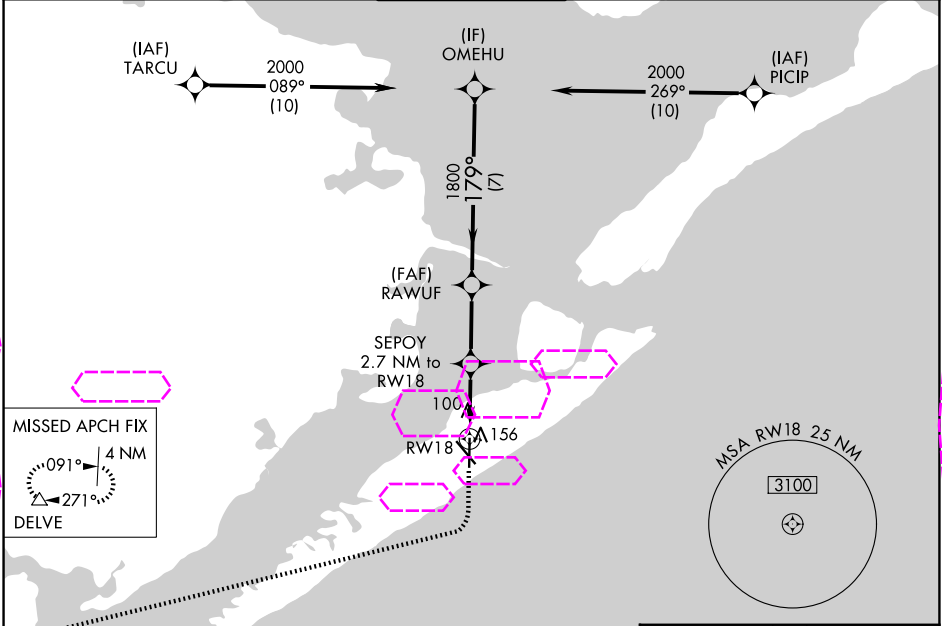 (IAF)
TARCU
2000
089°
(10)
(IF)
OMEHU
2000
269°
(10)
(IAF)
PICIP
1800
179°
(7)
(FAF)
RAWUF
SEPOY
2.7 NM to
RW18
100
156
RW18
MISSED APCH FIX
4 NM
091°
271°
DELVE
MSA RW18 25 NM
3100